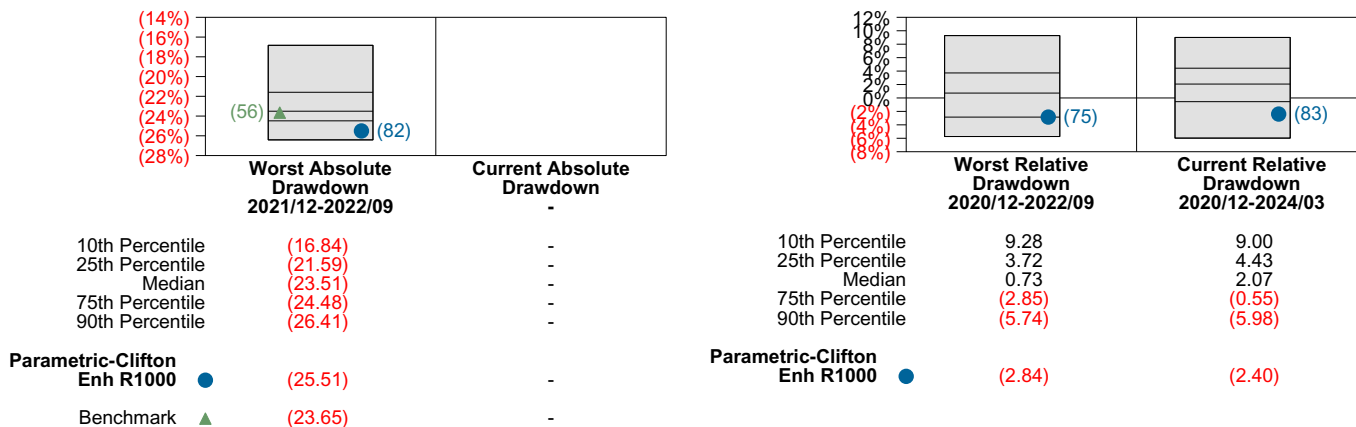 (14%)
(16%)
(18%)
(20%)
(22%)
(24%)
(26%)
(28%)
(56)
(82)
Worst Absolute
Drawdown
2021/12-2022/09
Current Absolute
Drawdown
-
10th Percentile (16.84) -
25th Percentile (21.59) -
Median (23.51) -
75th Percentile (24.48) -
90th Percentile (26.41) -
Parametric-Clifton
Enh R1000 (25.51) -
Benchmark (23.65) -
12%
10%
8%
6%
4%
2%
0%
(2%)
(4%)
(6%)
(8%)
(75)
(83)
Worst Relative
Drawdown
2020/12-2022/09
Current Relative
Drawdown
2020/12-2024/03
10th Percentile 9.28 9.00
25th Percentile 3.72 4.43
Median 0.73 2.07
75th Percentile (2.85) (0.55)
90th Percentile (5.74) (5.98)
Parametric-Clifton
Enh R1000 (2.84) (2.40)